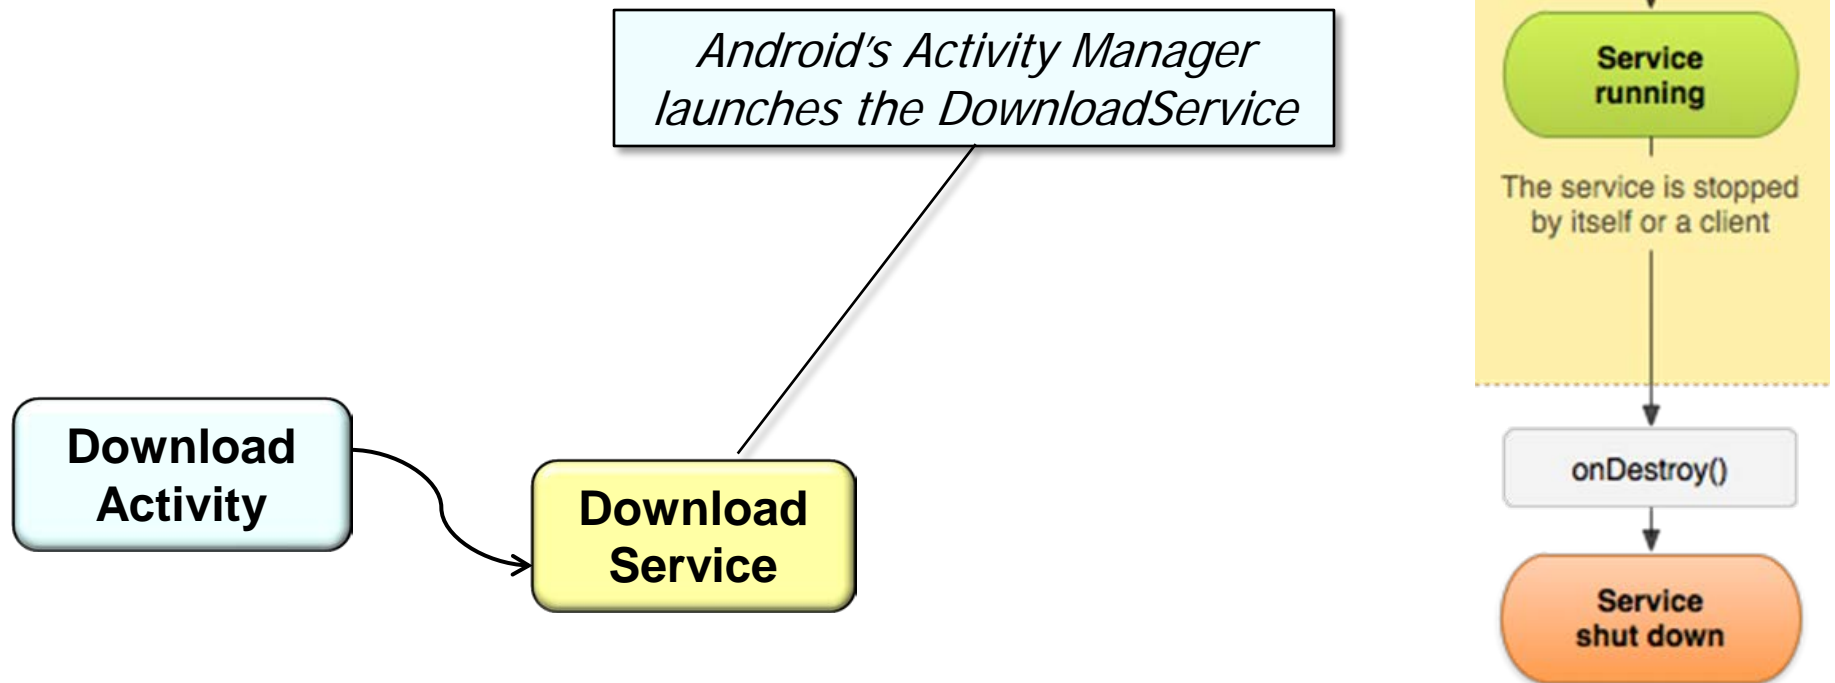 Android's Activity Manager
launches the DownloadService
Download
Activity
Download
Service
Service
running
The service is stopped
by itself or a client
onDestroy()
Service
shut down